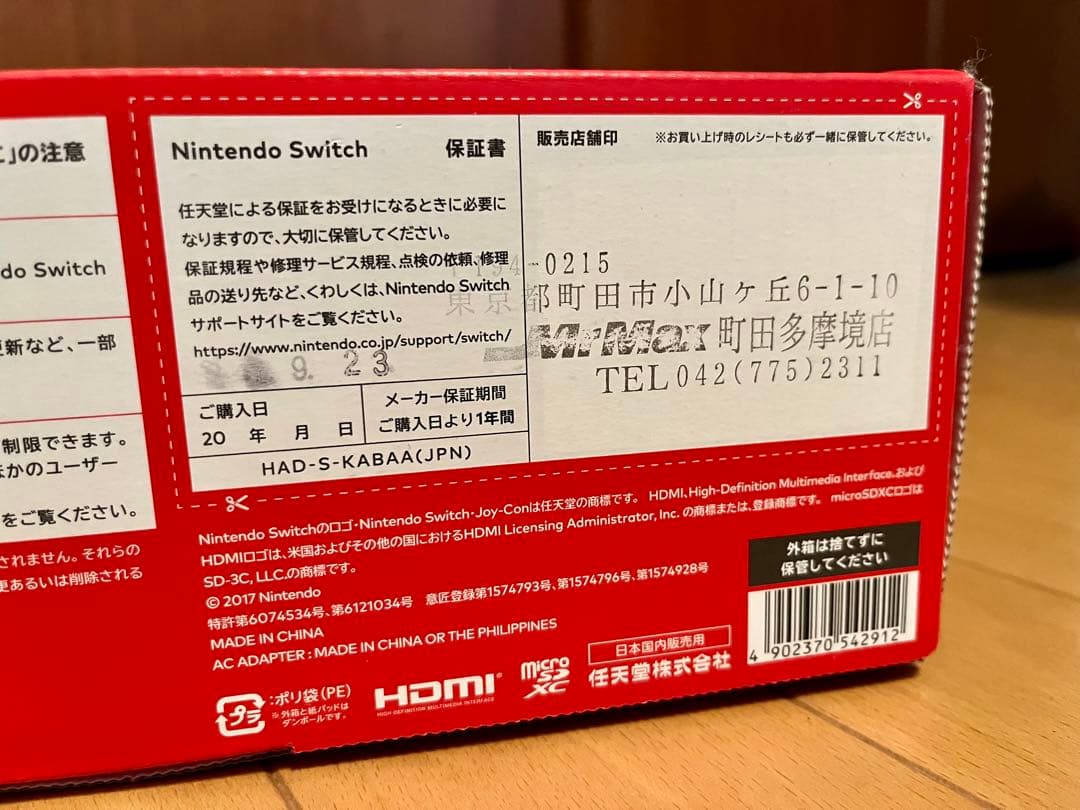 こ」の注意
do Switch
更新など、一部
制限できます。
ほかのユーザー
をご覧ください。
されません。それらの
更あるいは削除される
Nintendo Switch 保証書
任天堂による保証をお受けになるときに必要に
なりますので、大切に保管してください。
保証規程や修理サービス規程、点検の依頼、修理
品の送り先など、くわしくは、Nintendo Switch
サポートサイトをご覧ください。
https://www.nintendo.co.jp/support/switch/
9. 23
ご購入日
20 年 月 日
メーカー保証期間
ご購入日より1年間
HAD-S-KABAA(JPN)
販売店舗印 ※お買い上げ時のレシートも必ず一緒に保管してください。
〒194-0215
東京都町田市小山ヶ丘6-1-10
MrMax 町田多摩境店
TEL042(775)2311
Nintendo Switchのロゴ・Nintendo Switch・Joy-Conは任天堂の商標です。 HDMI、High-Definition Multimedia Interface、および
HDMIロゴは、米国およびその他の国におけるHDMI Licensing Administrator, Inc. の商標または、登録商標です。 microSDXCロゴは
SD-3C, LLC.の商標です。
© 2017 Nintendo
特許第6074534号、第6121034号 意匠登録第1574793号、第1574796号、第1574928号
MADE IN CHINA
AC ADAPTER : MADE IN CHINA OR THE PHILIPPINES
プラ :ポリ袋(PE)
※外箱と紙パッドは
ダンボールです。
HDMI
HIGH DEFINITION MULTIMEDIA INTERFACE
micro
SD
XC
日本国内販売用
任天堂株式会社
外箱は捨てずに
保管してください
4 902370 542912